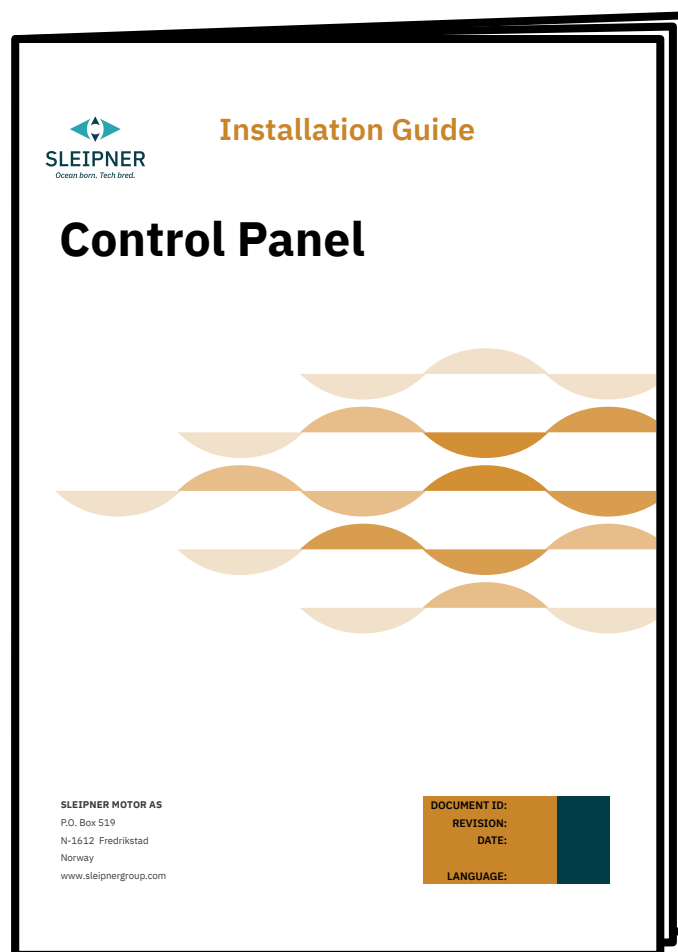 Installation Guide
SLEIPNER
Ocean born. Tech bred.
Control Panel
SLEIPNER MOTOR AS
P.O. Box 519
N-1612 Fredrikstad
Norway
www.sleipnergroup.com
DOCUMENT ID:
REVISION:
DATE:
LANGUAGE: